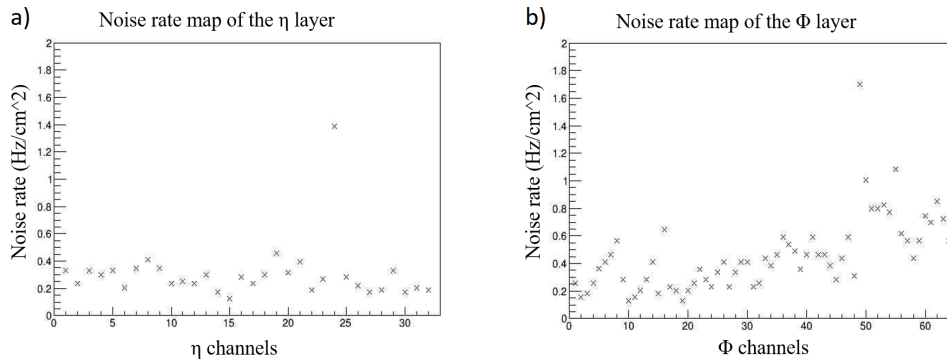 a)
Noise rate map of the η layer
Noise rate (Hz/cm^2)
2
1.8
1.6
1.4
1.2
1
0.8
0.6
0.4
0.2
0
0 5 10 15 20 25 30
η channels
b)
Noise rate map of the Φ layer
Noise rate (Hz/cm^2)
2
1.8
1.6
1.4
1.2
1
0.8
0.6
0.4
0.2
0
0 10 20 30 40 50 60
Φ channels